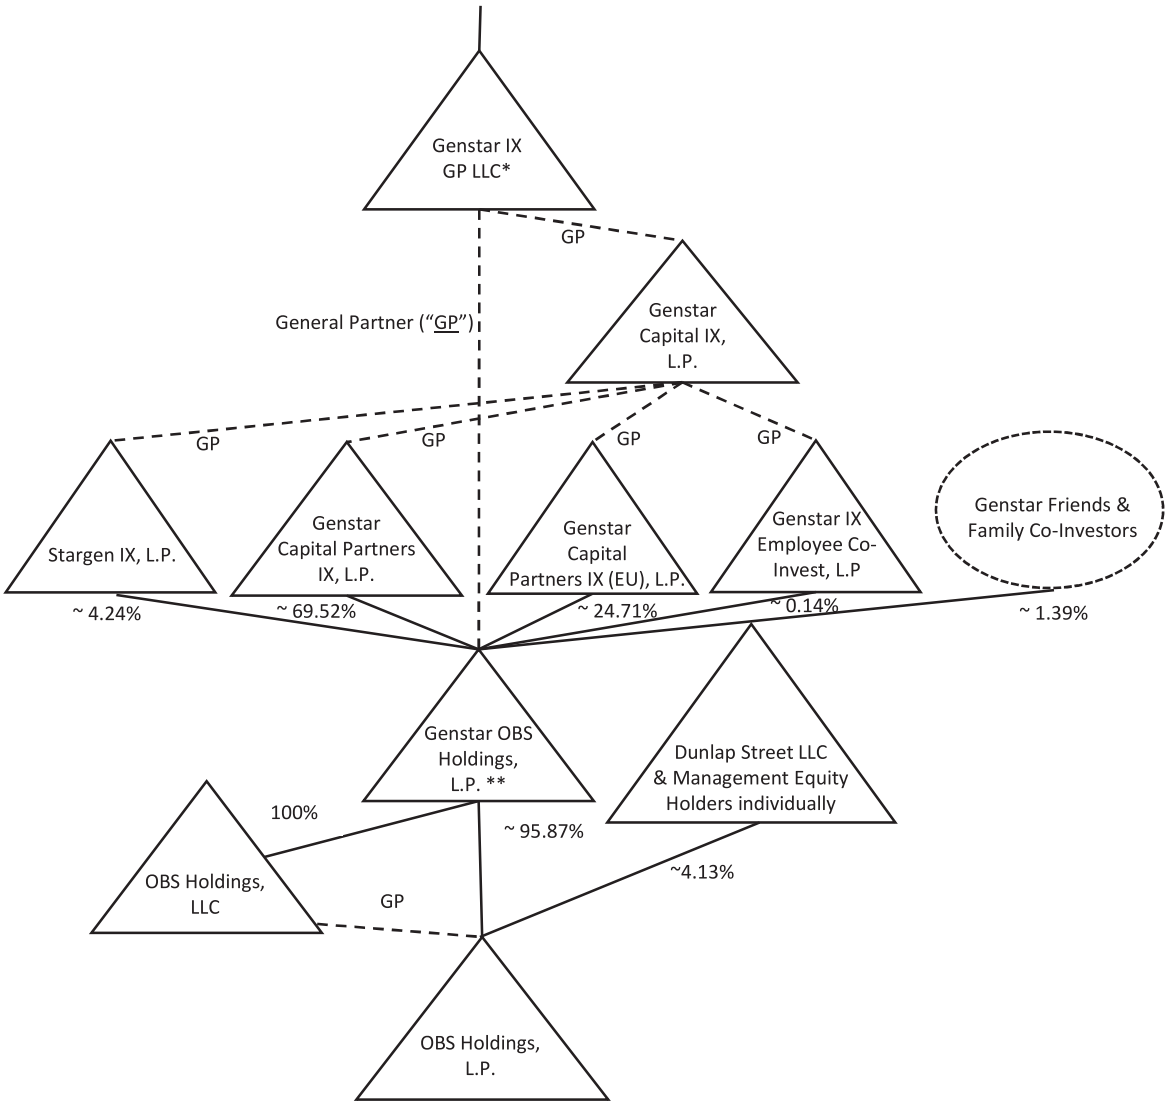 Genstar IX
GP LLC*
GP
General Partner (“GP”)
Genstar
Capital IX,
L.P.
GP
GP
GP
GP
Stargen IX, L.P.
Genstar
Capital Partners
IX, L.P.
Genstar
Capital
Partners IX (EU), L.P.
Genstar IX
Employee Co-
Invest, L.P
Genstar Friends &
Family Co-Investors
~ 4.24%
~ 69.52%
~ 24.71%
~ 0.14%
~ 1.39%
Genstar OBS
Holdings,
L.P. **
Dunlap Street LLC
& Management Equity
Holders individually
100%
~ 95.87%
~4.13%
OBS Holdings,
LLC
GP
OBS Holdings,
L.P.